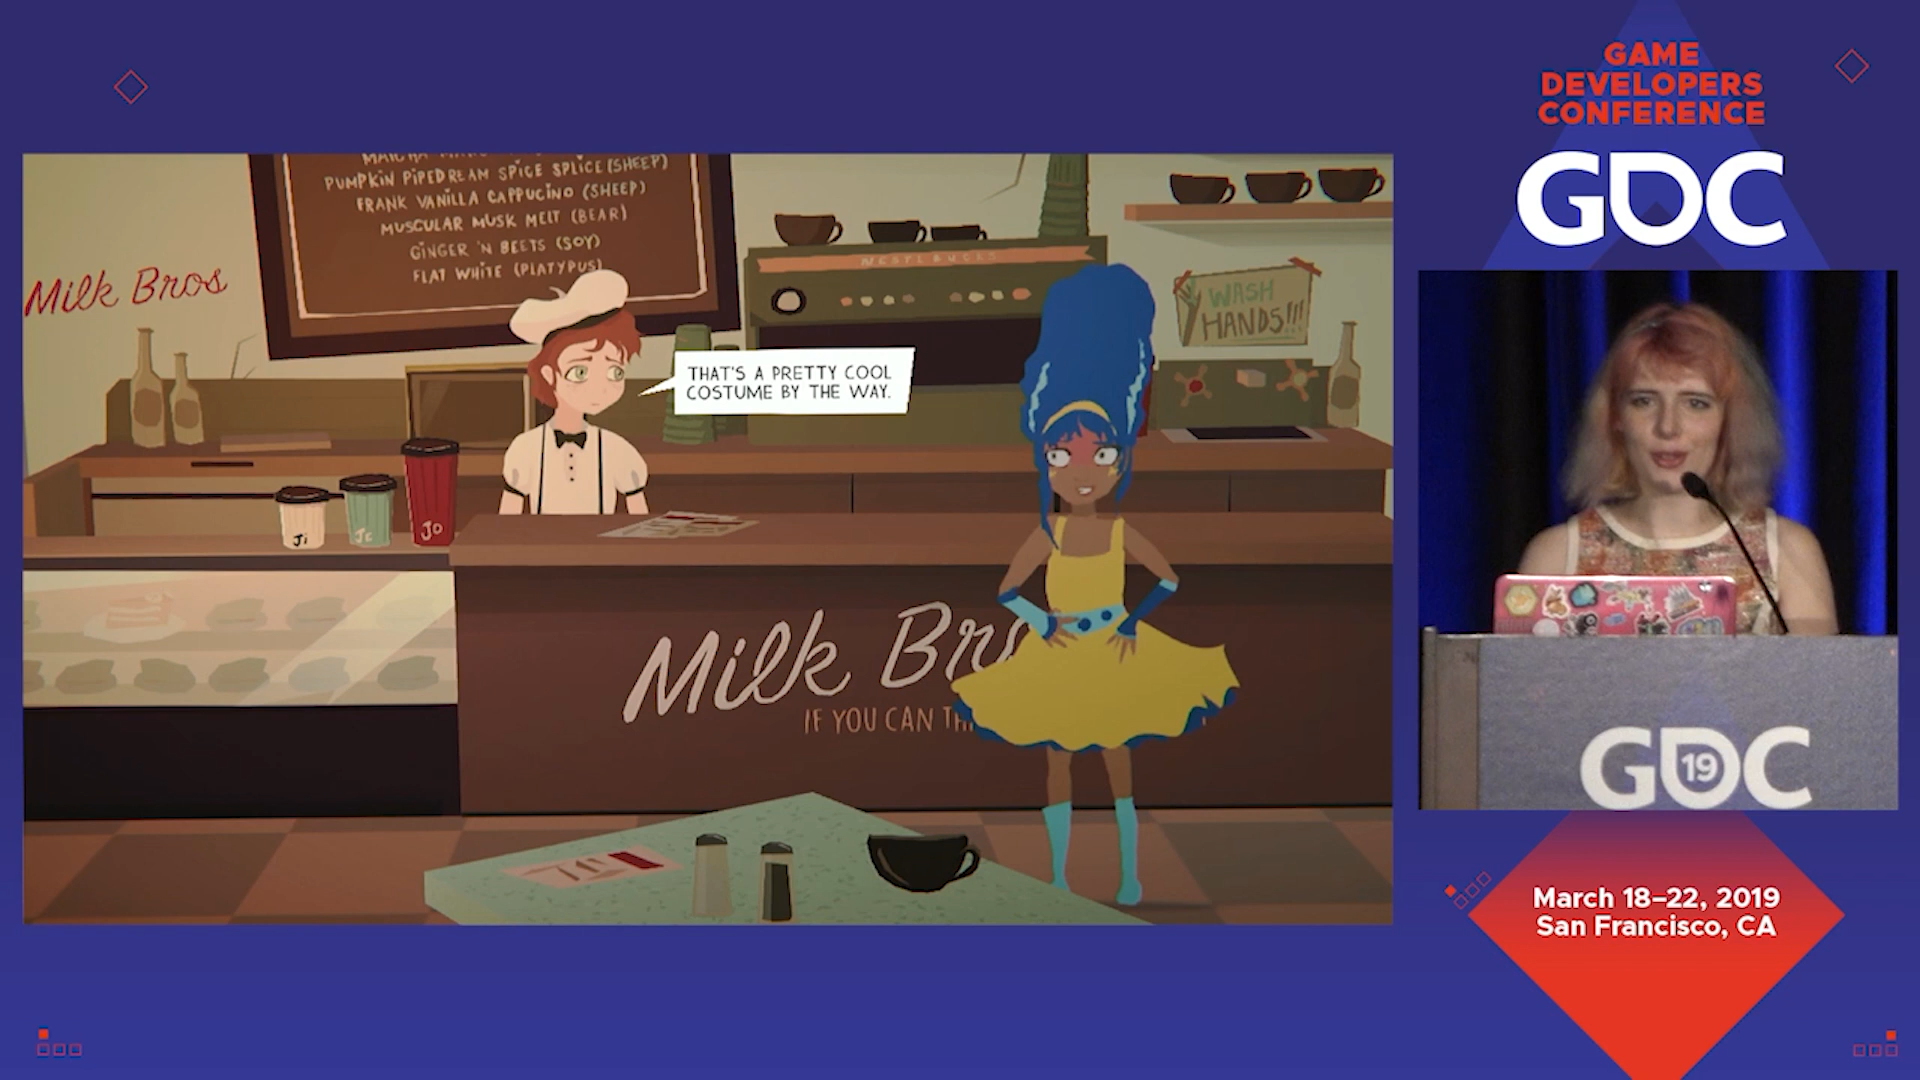 GAME
DEVELOPERS
CONFERENCE
GDC
PUMPKIN PIPEDREAM SPICE SPLICE (SHEEP)
FRANK VANILLA CAPPUCINO (SHEEP)
MUSCULAR MUSK MELT (BEAR)
GINGER 'N BEETS (SOY)
FLAT WHITE (PLATYPUS)
Milk Bros
WASH
HANDS!!!
THAT'S A PRETTY COOL
COSTUME BY THE WAY.
Ji
Jc
JO
Milk Bro
IF YOU CAN
GDC
19
March 18–22, 2019
San Francisco, CA